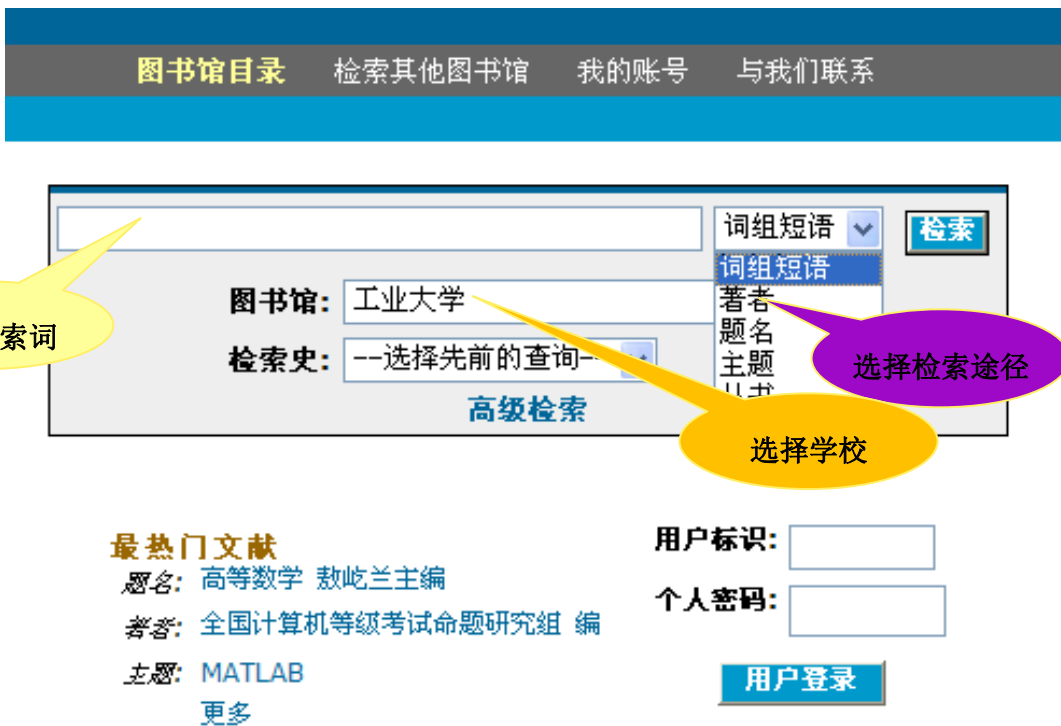 图书馆目录 检索其他图书馆 我的账号 与我们联系
词组短语 检索
词组短语
图书馆: 工业大学 著者
索词
题名
检索史: --选择先前的查询-- 主题
选择检索途径
丛书
高级检索
选择学校
最热门文献
用户标识:
题名: 高等数学 敖屹兰主编
个人密码:
著者: 全国计算机等级考试命题研究组 编
主题: MATLAB
用户登录
更多